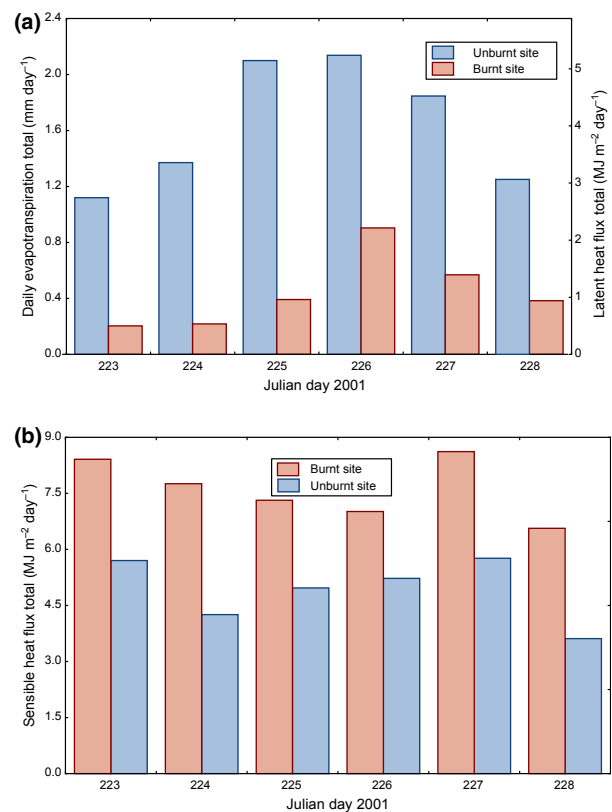 (a)
2.4
2.0
1.6
1.2
0.8
0.4
0.0
Daily evapotranspiration total (mm day⁻¹)
Unburnt site
Burnt site
5
4
3
2
1
0
Latent heat flux total (MJ m⁻² day⁻¹)
223 224 225 226 227 228
Julian day 2001
(b)
9.0
7.5
6.0
4.5
3.0
1.5
0.0
Sensible heat flux total (MJ m⁻² day⁻¹)
Burnt site
Unburnt site
223 224 225 226 227 228
Julian day 2001